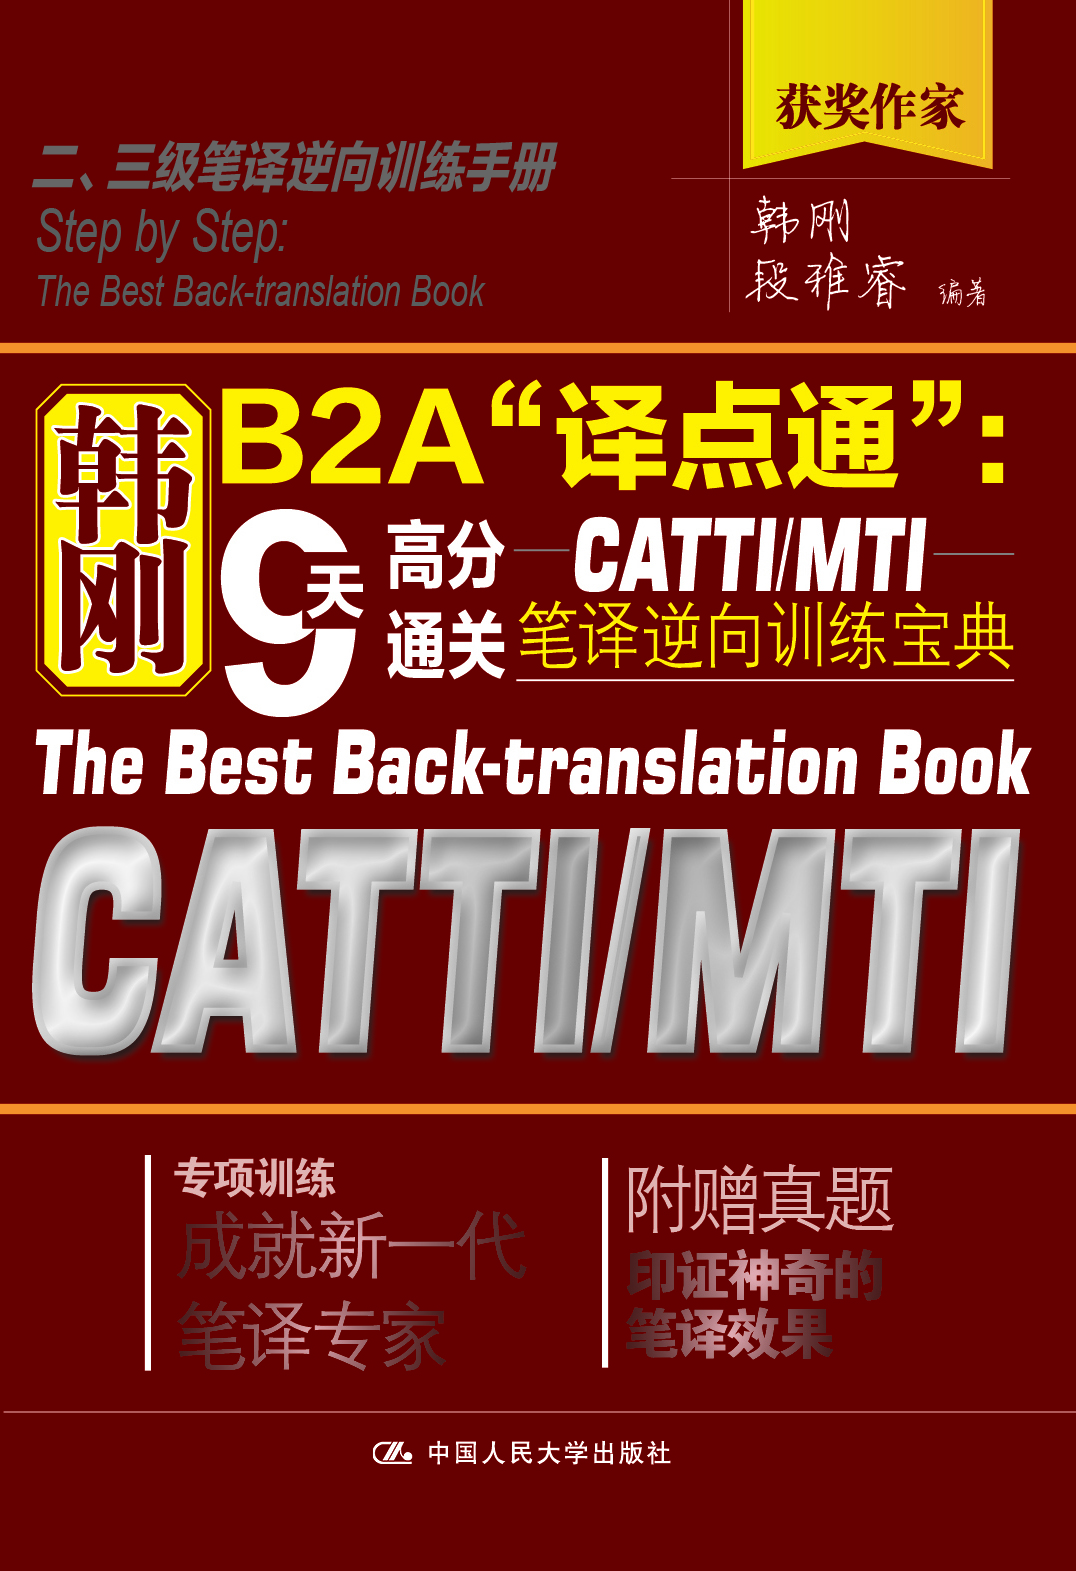 获奖作家
二、三级笔译逆向训练手册
Step by Step:
The Best Back-translation Book
韩刚
段雅睿 编著
韩刚
B2A“译点通”:
9天
高分
通关
CATTI/MTI
笔译逆向训练宝典
The Best Back-translation Book
CATTI/MTI
专项训练
成就新一代
笔译专家
附赠真题
印证神奇的
笔译效果
中国人民大学出版社